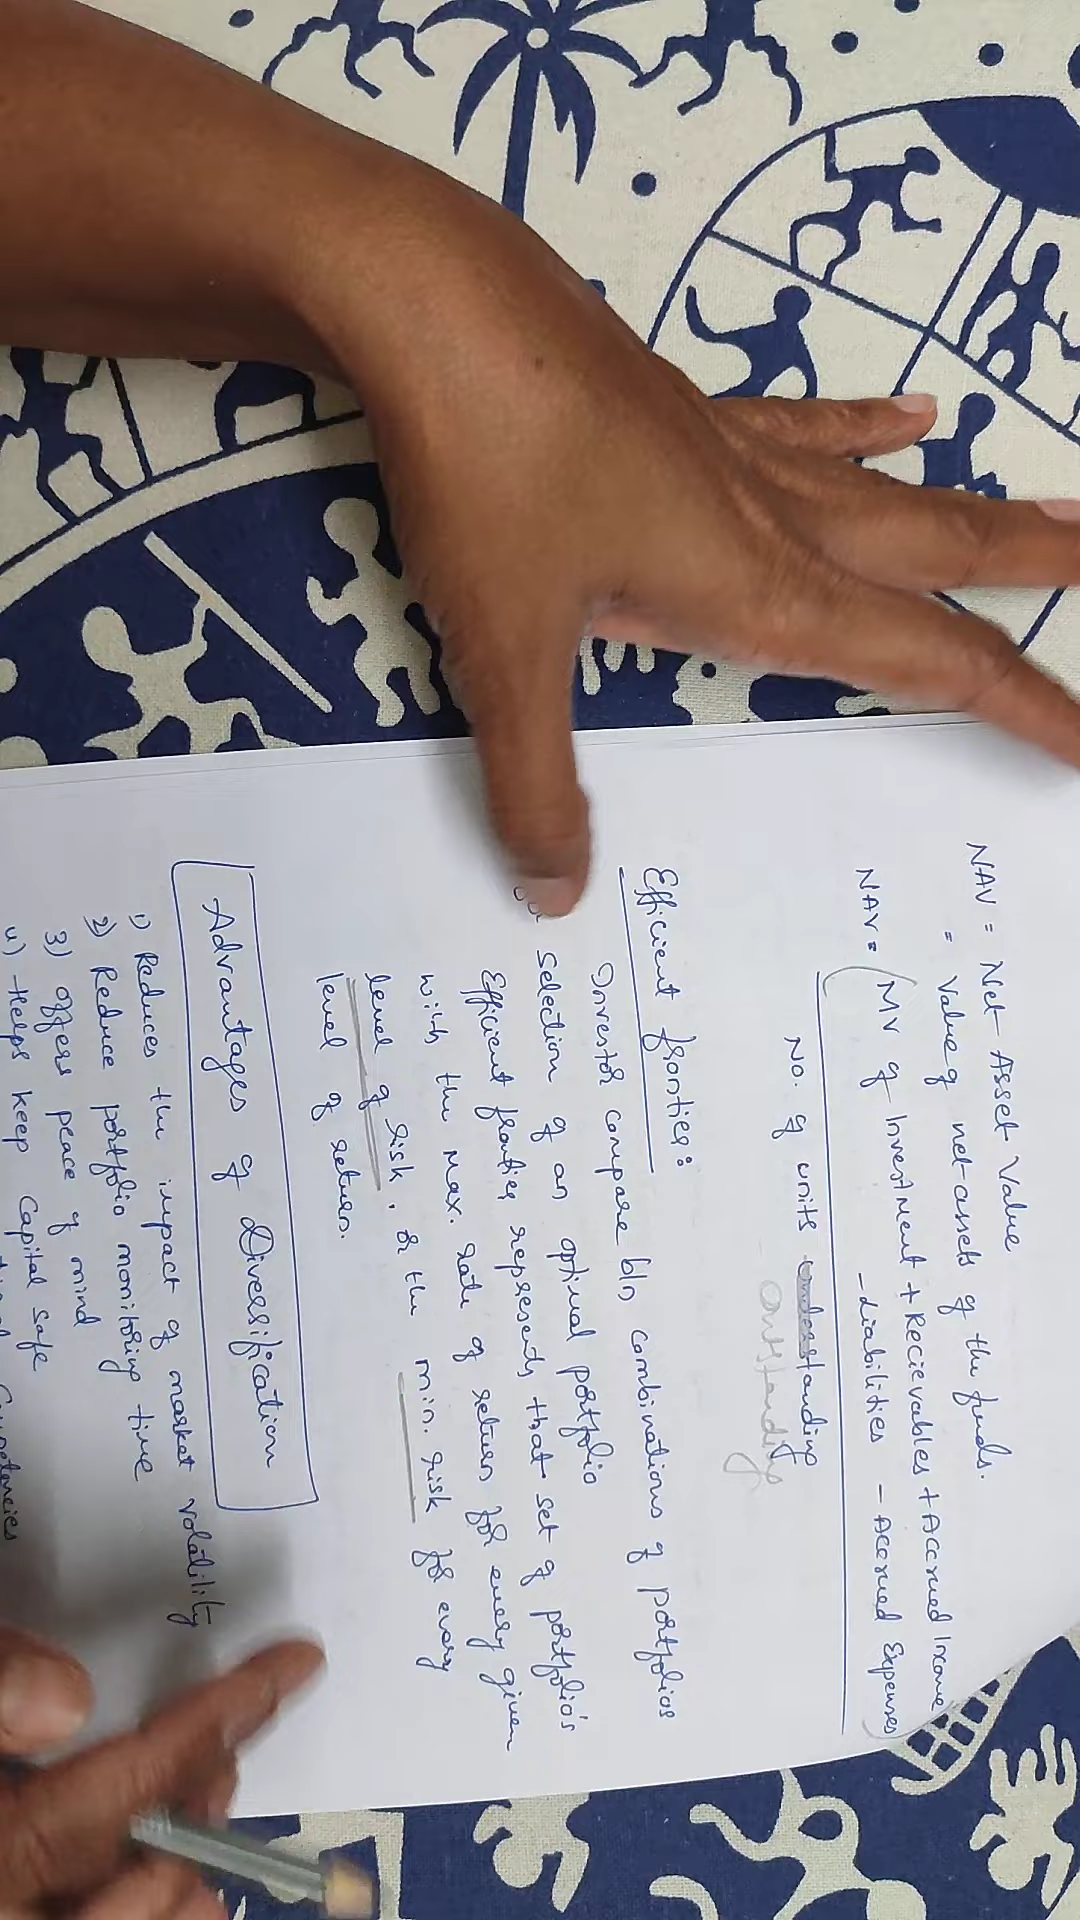 NAV = Net Asset Value
= Value of net-assets of the funds.
NAV = (MV of Investment + Recievables + Accrued Income
- Liabilities - Accrued Expenses)
No. of units understanding
Outstanding
Efficient frontier:
Investor compare b/n combinations of portfolios
selection of an optimal portfolio
Efficient frontier represents that set of portfolio's
with the max. rate of return for every given
level of risk, or the min. risk for every
level of return.
Advantages of Diversification
1) Reduces the impact of market volatility
2) Reduce portfolio monitoring time
3) offers peace of mind
4) Helps keep Capital Safe